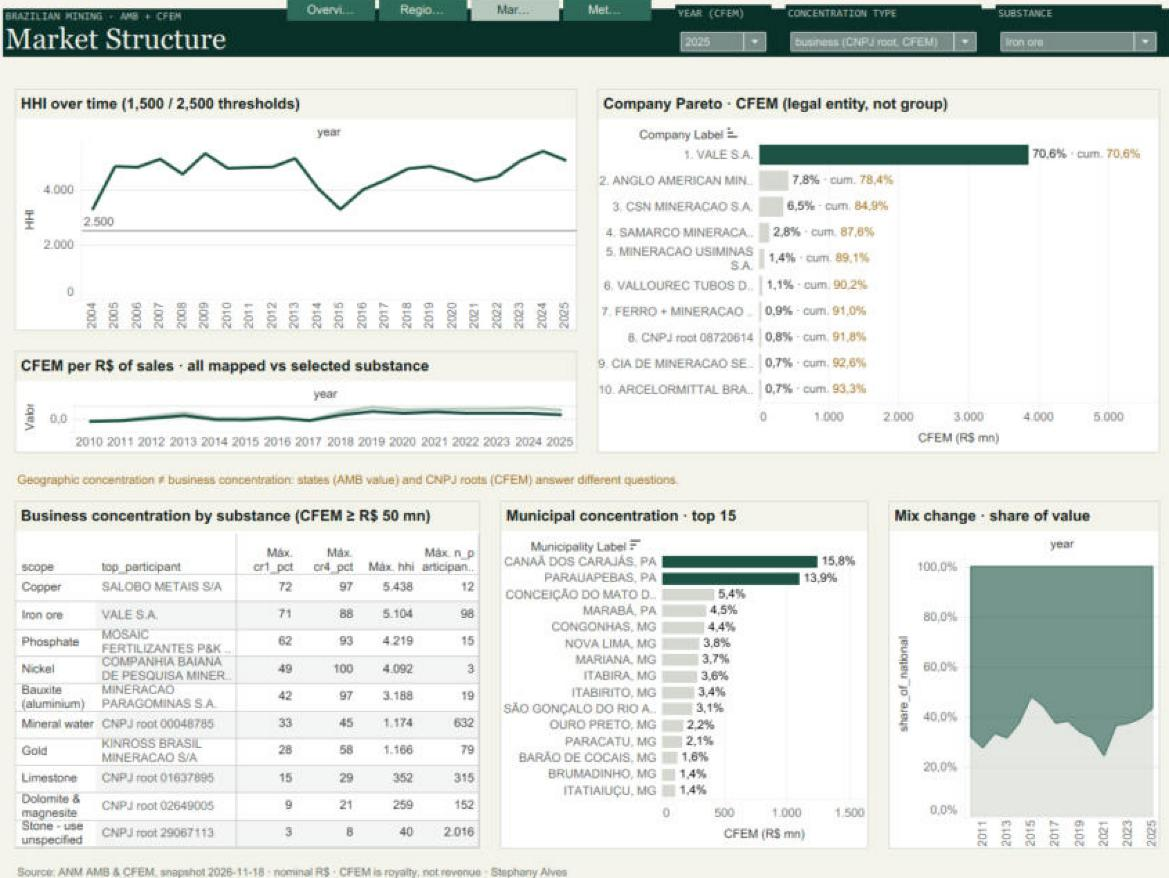 BRAZILIAN MINING · AMB + CFEM
Market Structure
Overvi...
Regio...
Mar...
Met...
YEAR (CFEM)
2025
CONCENTRATION TYPE
business (CNPJ root, CFEM)
SUBSTANCE
Iron ore
HHI over time (1,500 / 2,500 thresholds)
year
HHI
4.000
2.500
2.000
0
2004 2005 2006 2007 2008 2009 2010 2011 2012 2013 2014 2015 2016 2017 2018 2019 2020 2021 2022 2023 2024 2025
CFEM per R$ of sales · all mapped vs selected substance
year
Valor
0,0
2010 2011 2012 2013 2014 2015 2016 2017 2018 2019 2020 2021 2022 2023 2024 2025
Company Pareto · CFEM (legal entity, not group)
Company Label
1. VALE S.A. 70,6% · cum. 70,6%
2. ANGLO AMERICAN MIN.. 7,8% · cum. 78,4%
3. CSN MINERACAO S.A. 6,5% · cum. 84,9%
4. SAMARCO MINERACA.. 2,8% · cum. 87,6%
5. MINERACAO USIMINAS
S.A. 1,4% · cum. 89,1%
6. VALLOUREC TUBOS D.. 1,1% · cum. 90,2%
7. FERRO + MINERACAO .. 0,9% · cum. 91,0%
8. CNPJ root 08720614 0,8% · cum. 91,8%
9. CIA DE MINERACAO SE.. 0,7% · cum. 92,6%
10. ARCELORMITTAL BRA.. 0,7% · cum. 93,3%
0 1.000 2.000 3.000 4.000 5.000
CFEM (R$ mn)
Geographic concentration ≠ business concentration: states (AMB value) and CNPJ roots (CFEM) answer different questions.
Business concentration by substance (CFEM ≥ R$ 50 mn)
Máx. Máx. Máx. n_p
scope top_participant cr1_pct cr4_pct Máx. hhi articipan..
Copper SALOBO METAIS S/A 72 97 5.438 12
Iron ore VALE S.A. 71 88 5.104 98
Phosphate MOSAIC
FERTILIZANTES P&K .. 62 93 4.219 15
Nickel COMPANHIA BAIANA
DE PESQUISA MINER.. 49 100 4.092 3
Bauxite
(aluminium) MINERACAO
PARAGOMINAS S.A. 42 97 3.188 19
Mineral water CNPJ root 00048785 33 45 1.174 632
Gold KINROSS BRASIL
MINERACAO S/A 28 58 1.166 79
Limestone CNPJ root 01637895 15 29 352 315
Dolomite &
magnesite CNPJ root 02649005 9 21 259 152
Stone - use
unspecified CNPJ root 29067113 3 8 40 2.016
Municipal concentration · top 15
Municipality Label
CANAÃ DOS CARAJÁS, PA 15,8%
PARAUAPEBAS, PA 13,9%
CONCEIÇÃO DO MATO D.. 5,4%
MARABÁ, PA 4,5%
CONGONHAS, MG 4,4%
NOVA LIMA, MG 3,8%
MARIANA, MG 3,7%
ITABIRA, MG 3,6%
ITABIRITO, MG 3,4%
SÃO GONÇALO DO RIO A.. 3,1%
OURO PRETO, MG 2,2%
PARACATU, MG 2,1%
BARÃO DE COCAIS, MG 1,6%
BRUMADINHO, MG 1,4%
ITATIAIUÇU, MG 1,4%
0 500 1.000 1.500
CFEM (R$ mn)
Mix change · share of value
year
share_of_national
100,0%
80,0%
60,0%
40,0%
20,0%
0,0%
2011 2013 2015 2017 2019 2021 2023 2025
Source: ANM AMB & CFEM, snapshot 2026-11-18 · nominal R$ · CFEM is royalty, not revenue · Stephany Alves